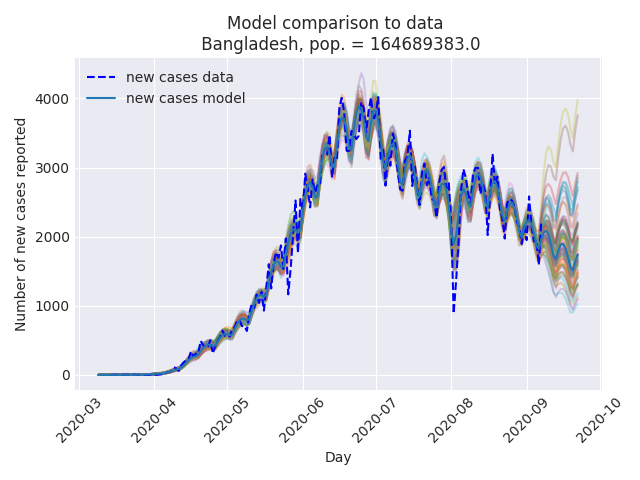 Model comparison to data
Bangladesh, pop. = 164689383.0
new cases data
new cases model
Number of new cases reported
4000
3000
2000
1000
0
2020-03
2020-04
2020-05
2020-06
2020-07
2020-08
2020-09
2020-10
Day